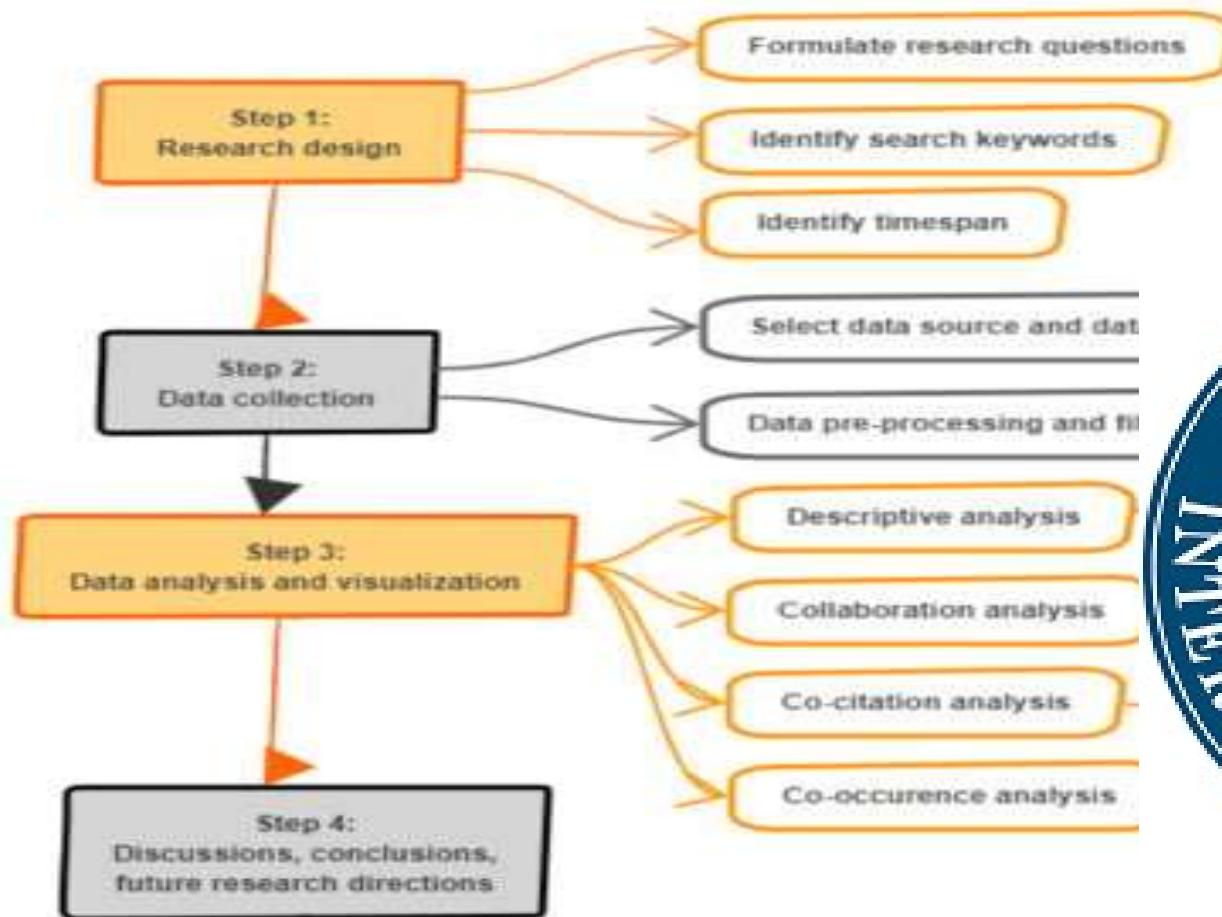 Formulate research questions
Step 1:
Research design
Identify search keywords
Identify timespan
Step 2:
Data collection
Select data source and
Data pre-processing and
Step 3:
Data analysis and visualization
Descriptive analysis
Collaboration analysis
Co-citation analysis
Co-occurence analysis
Step 4:
Discussions, conclusions,
future research directions